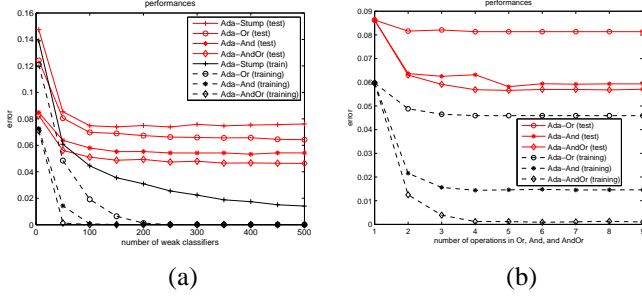 performances
0.16
0.14
0.12
0.1
0.08
0.06
0.04
0.02
0
error
Ada−Stump (test)
Ada−Or (test)
Ada−And (test)
Ada−AndOr (test)
Ada−Stump (train)
Ada−Or (training)
Ada−And (training)
Ada−AndOr (training)
0 100 200 300 400 500
number of weak classifiers
(a)
performances
0.09
0.08
0.07
0.06
0.05
0.04
0.03
0.02
0.01
0
error
Ada−Or (test)
Ada−And (test)
Ada−AndOr (test)
Ada−Or (training)
Ada−And (training)
Ada−AndOr (training)
1 2 3 4 5 6 7 8 9
number of operations in Or, And, and AndOr
(b)